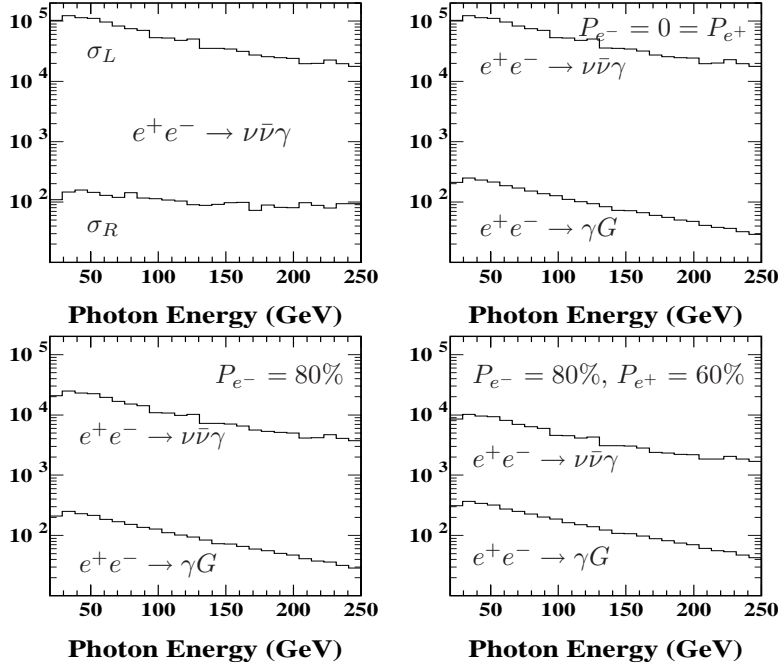 10^5
10^4
10^3
10^2
σ_L
e^+e^- → νν̄γ
σ_R
50 100 150 200 250
Photon Energy (GeV)
10^5
10^4
10^3
10^2
P_{e^-} = 0 = P_{e^+}
e^+e^- → νν̄γ
e^+e^- → γG
50 100 150 200 250
Photon Energy (GeV)
10^5
10^4
10^3
10^2
P_{e^-} = 80%
e^+e^- → νν̄γ
e^+e^- → γG
50 100 150 200 250
Photon Energy (GeV)
10^5
10^4
10^3
10^2
P_{e^-} = 80%, P_{e^+} = 60%
e^+e^- → νν̄γ
e^+e^- → γG
50 100 150 200 250
Photon Energy (GeV)